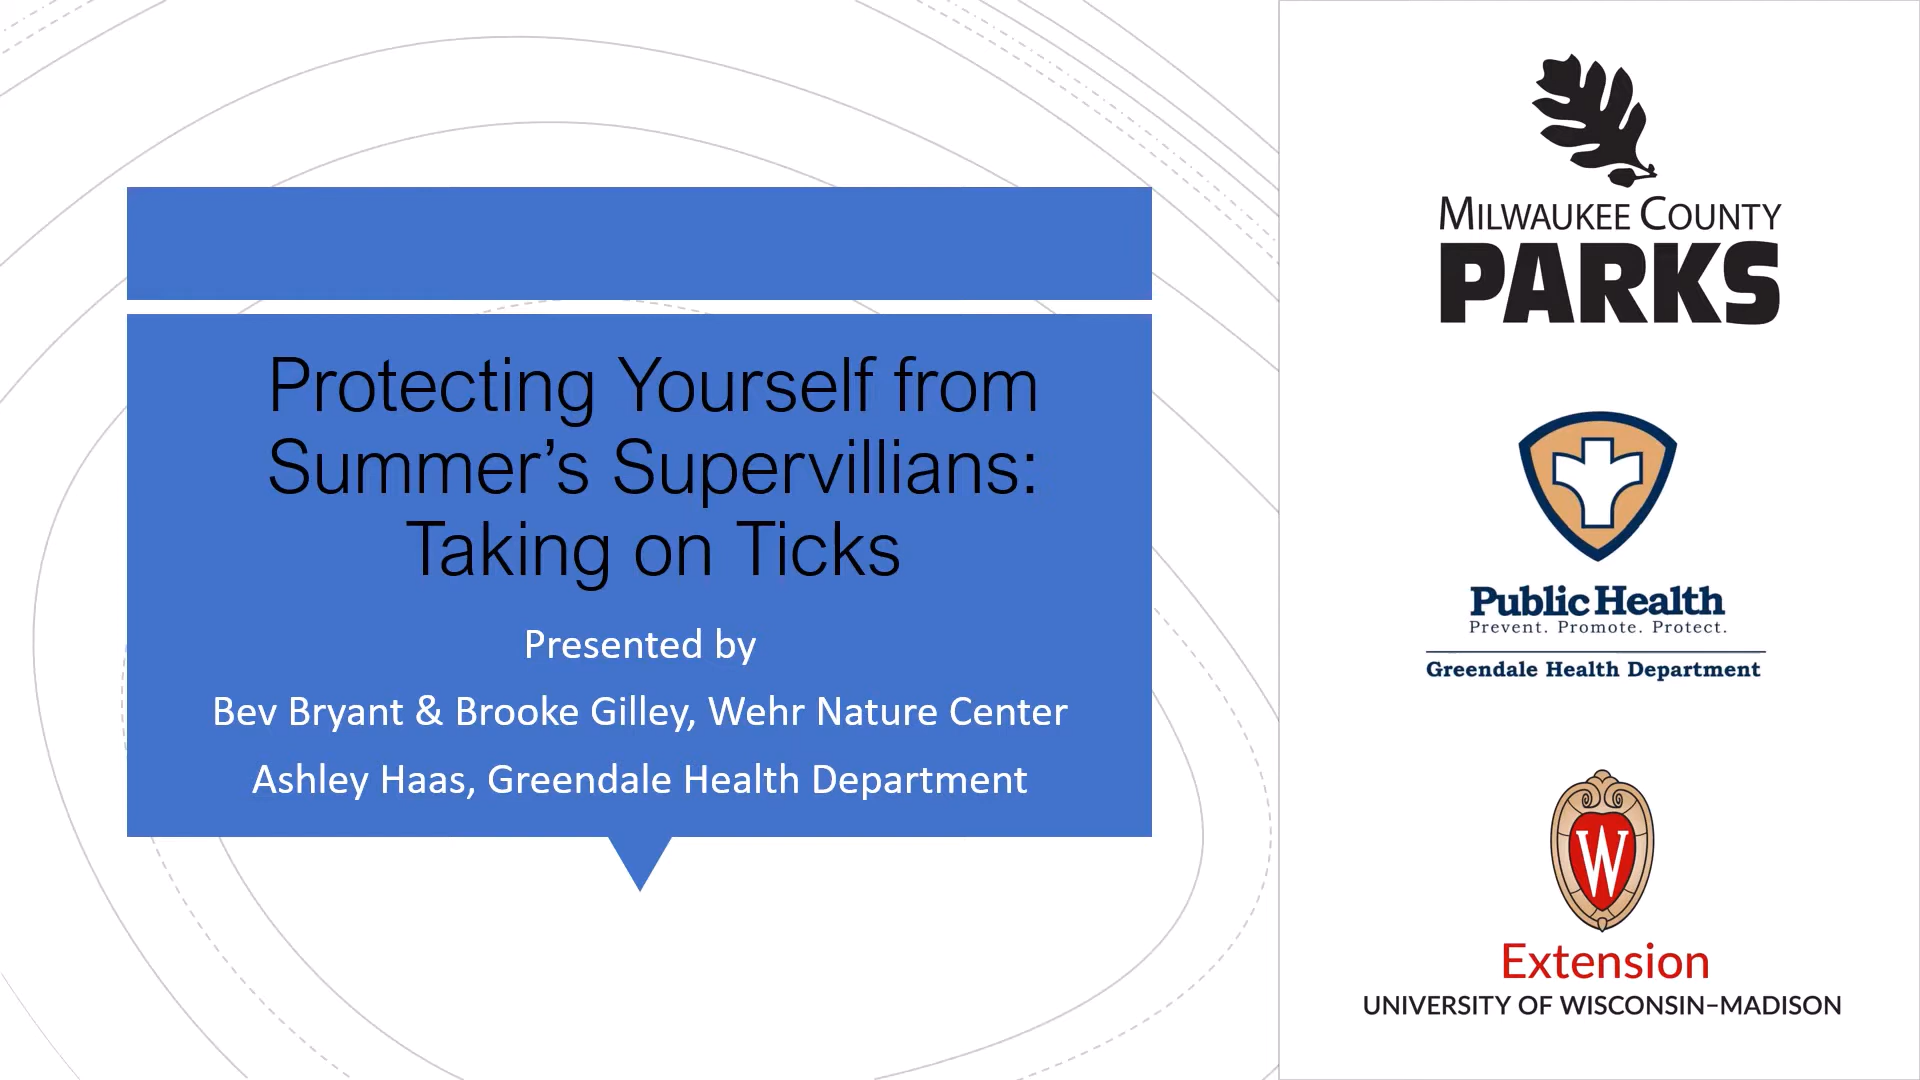 Protecting Yourself from
Summer’s Supervillians:
Taking on Ticks
Presented by
Bev Bryant & Brooke Gilley, Wehr Nature Center
Ashley Haas, Greendale Health Department
MILWAUKEE COUNTY
PARKS
Public Health
Prevent. Promote. Protect.
Greendale Health Department
W
Extension
UNIVERSITY OF WISCONSIN–MADISON